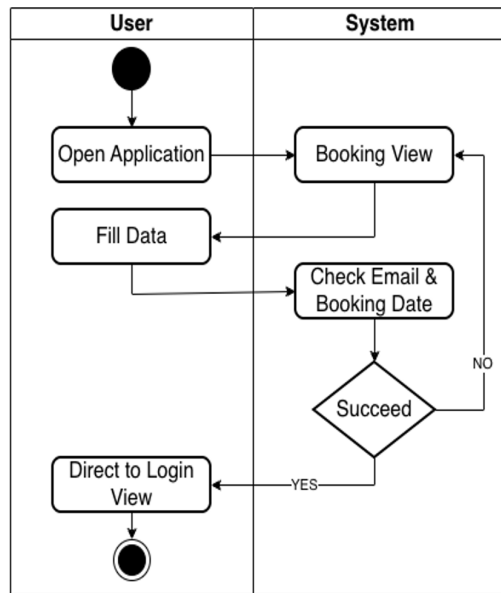 User
System
Open Application
Booking View
Fill Data
Check Email &
Booking Date
NO
Succeed
YES
Direct to Login
View